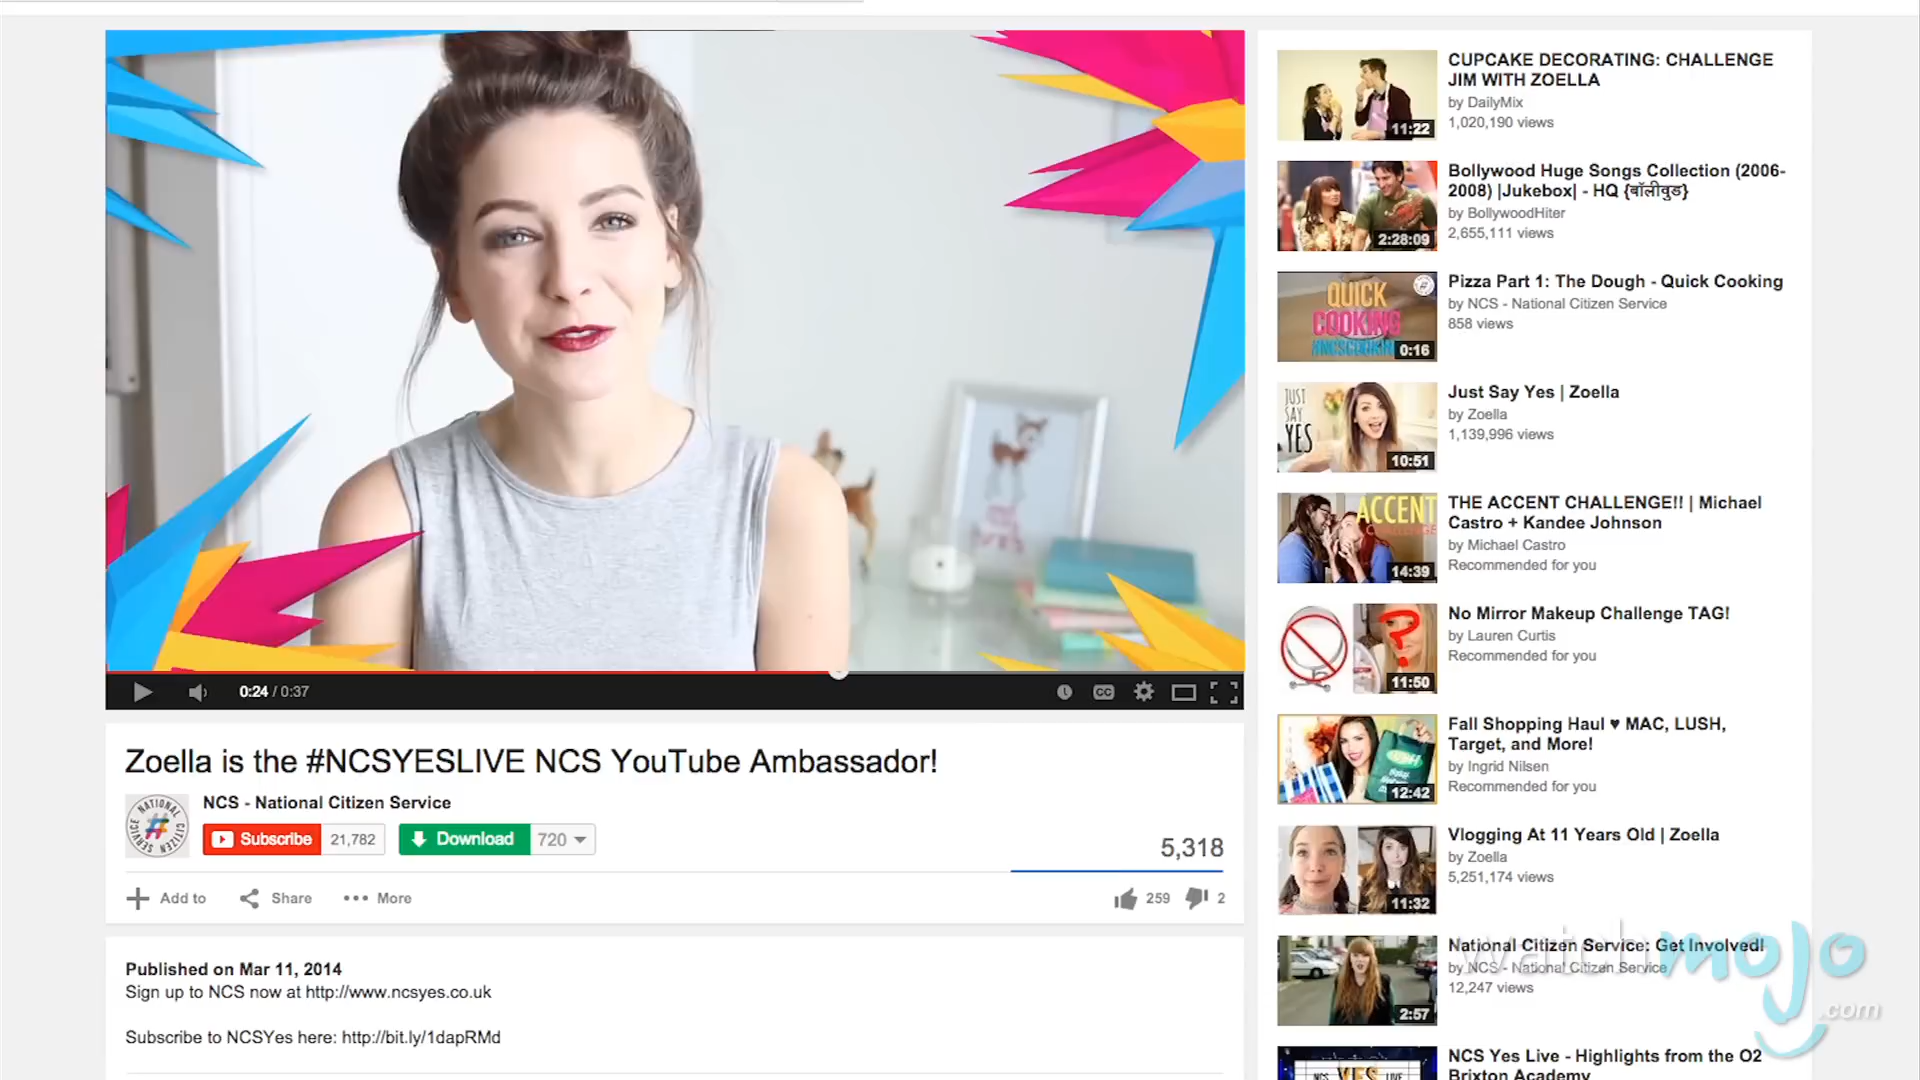 0:24 / 0:37
Zoella is the #NCSYESLIVE NCS YouTube Ambassador!
NATIONAL CITIZEN SERVICE
NCS - National Citizen Service
Subscribe 21,782
Download 720
5,318
Add to
Share
More
259
2
Published on Mar 11, 2014
Sign up to NCS now at http://www.ncsyes.co.uk
Subscribe to NCSYes here: http://bit.ly/1dapRMd
11:22
CUPCAKE DECORATING: CHALLENGE
JIM WITH ZOELLA
by DailyMix
1,020,190 views
2:28:09
Bollywood Huge Songs Collection (2006-
2008) |Jukebox| - HQ {बॉलीवुड}
by BollywoodHiter
2,655,111 views
QUICK
COOKING
0:16
Pizza Part 1: The Dough - Quick Cooking
by NCS - National Citizen Service
858 views
JUST
SAY
YES
10:51
Just Say Yes | Zoella
by Zoella
1,139,996 views
ACCENT
14:39
THE ACCENT CHALLENGE!! | Michael
Castro + Kandee Johnson
by Michael Castro
Recommended for you
?
11:50
No Mirror Makeup Challenge TAG!
by Lauren Curtis
Recommended for you
12:42
Fall Shopping Haul ♥ MAC, LUSH,
Target, and More!
by Ingrid Nilsen
Recommended for you
11:32
Vlogging At 11 Years Old | Zoella
by Zoella
5,251,174 views
2:57
National Citizen Service: Get Involved!
by NCS - National Citizen Service
12,247 views
NCS YES LIVE
NCS Yes Live - Highlights from the O2
Brixton Academy
watchmojo
.com
CC